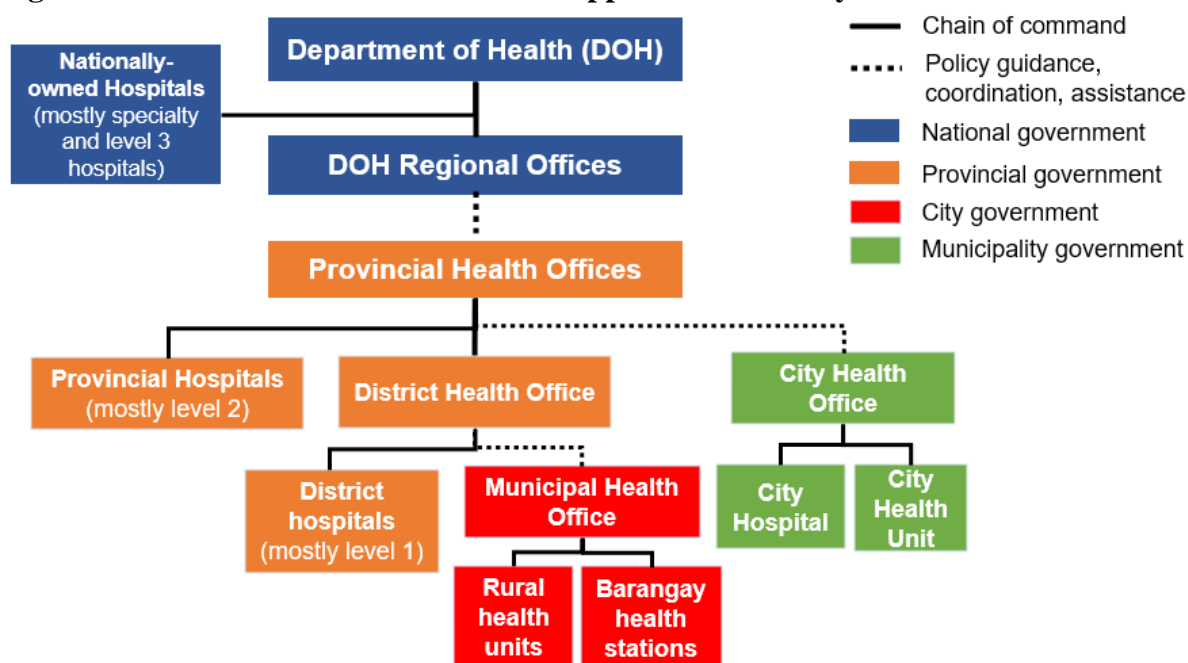 Department of Health (DOH)
Nationally-
owned Hospitals
(mostly specialty
and level 3
hospitals)
DOH Regional Offices
Provincial Health Offices
Provincial Hospitals
(mostly level 2)
District Health Office
City Health
Office
District
hospitals
(mostly level 1)
Municipal Health
Office
City
Hospital
City
Health
Unit
Rural
health
units
Barangay
health
stations
Chain of command
Policy guidance,
coordination, assistance
National government
Provincial government
City government
Municipality government